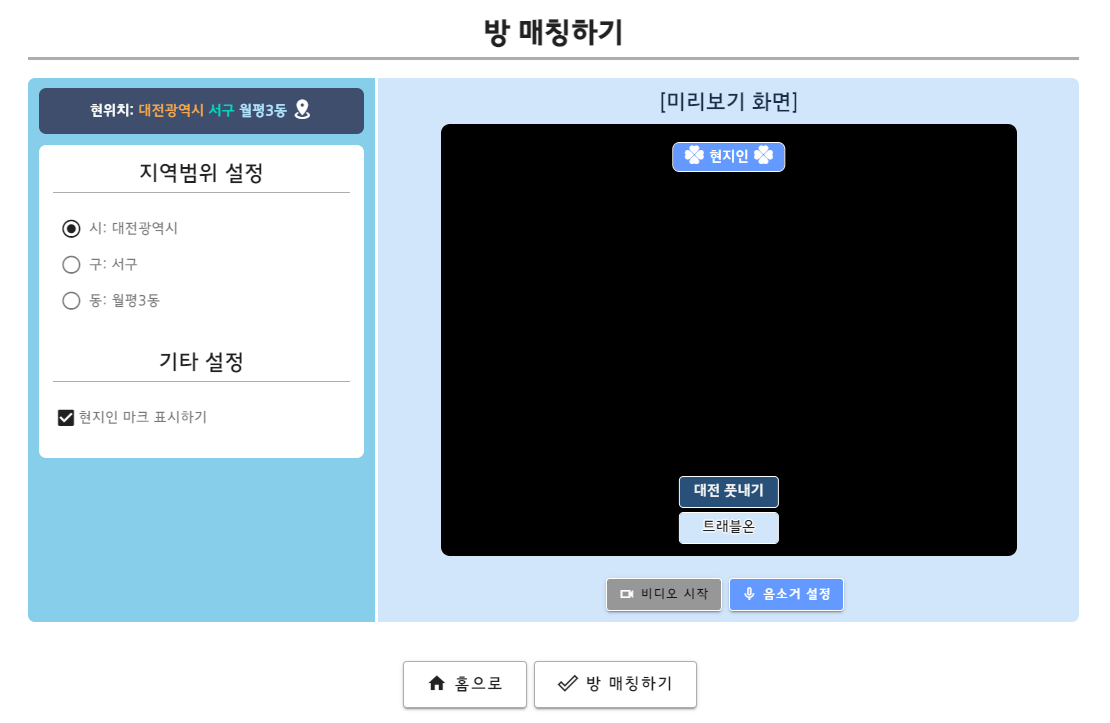 방 매칭하기
현위치: 대전광역시 서구 월평3동
지역범위 설정
시: 대전광역시
구: 서구
동: 월평3동
기타 설정
현지인 마크 표시하기
[미리보기 화면]
현지인
대전 풋내기
트래블온
비디오 시작
음소거 설정
홈으로
방 매칭하기